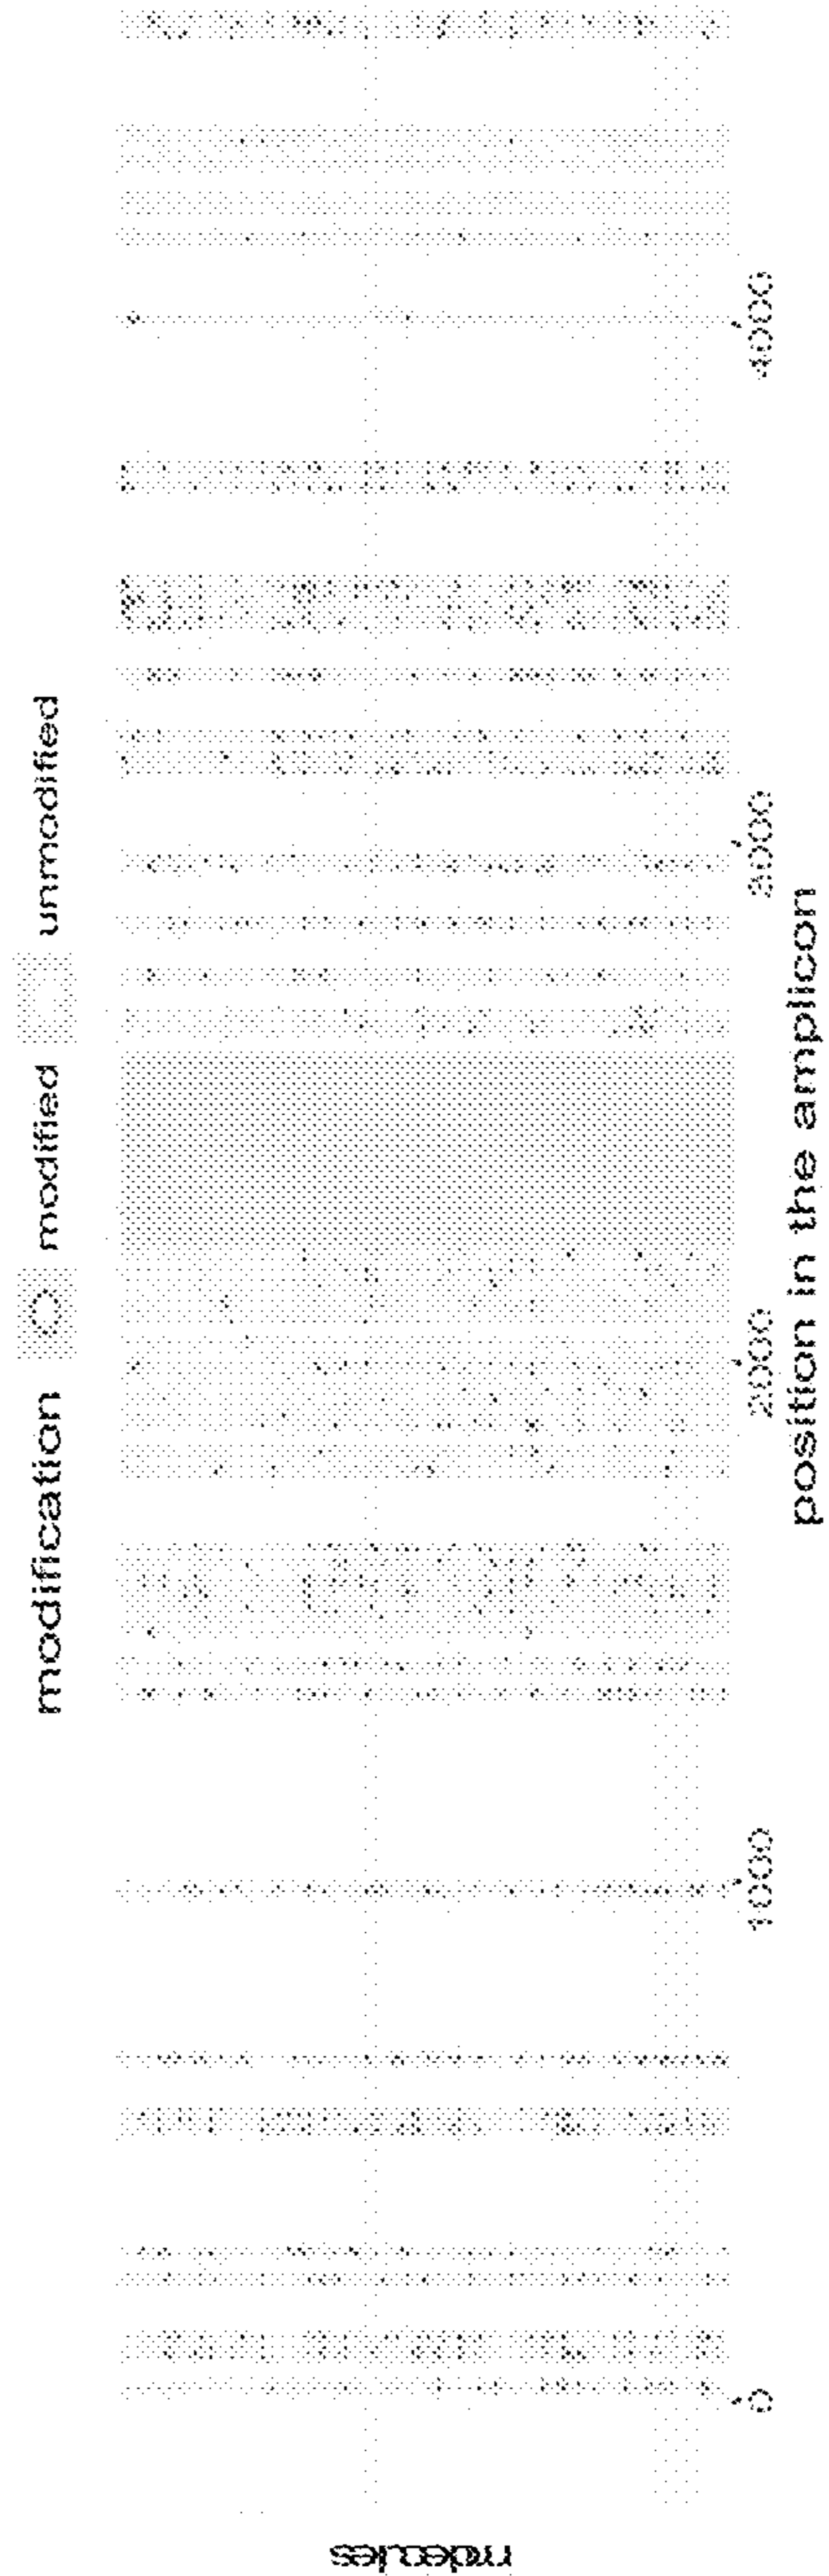 modification modified unmodified
molecules
0 1000 2000 3000 4000
position in the amplicon